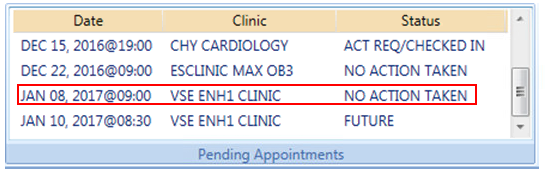 Date Clinic Status
DEC 15, 2016@19:00 CHY CARDIOLOGY ACT REQ/CHECKED IN
DEC 22, 2016@09:00 ESCLINIC MAX OB3 NO ACTION TAKEN
JAN 08, 2017@09:00 VSE ENH1 CLINIC NO ACTION TAKEN
JAN 10, 2017@08:30 VSE ENH1 CLINIC FUTURE
Pending Appointments